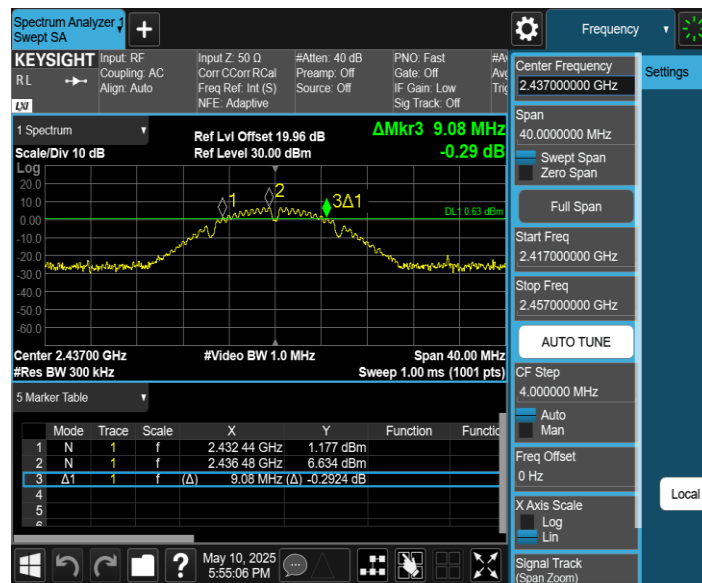 Spectrum Analyzer 1
Swept SA
Frequency
KEYSIGHT
RL
LXI
Input: RF
Coupling: AC
Align: Auto
Input Z: 50 Ω
Corr CCorr RCal
Freq Ref: Int (S)
NFE: Adaptive
#Atten: 40 dB
Preamp: Off
Source: Off
PNO: Fast
Gate: Off
IF Gain: Low
Sig Track: Off
#Av
Avg
Trig
1 Spectrum
Scale/Div 10 dB
Ref Lvl Offset 19.96 dB
Ref Level 30.00 dBm
ΔMkr3 9.08 MHz
-0.29 dB
Log
20.0
10.0
0.00
-10.0
-20.0
-30.0
-40.0
-50.0
-60.0
1
2
3Δ1
DL1 0.63 dBm
Center 2.43700 GHz
#Video BW 1.0 MHz
Span 40.00 MHz
#Res BW 300 kHz
Sweep 1.00 ms (1001 pts)
5 Marker Table
Mode Trace Scale X Y Function Functio
1 N 1 f 2.432 44 GHz 1.177 dBm
2 N 1 f 2.436 48 GHz 6.634 dBm
3 Δ1 1 f (Δ) 9.08 MHz (Δ) -0.2924 dB
4
5
6
May 10, 2025
5:55:06 PM
?
Center Frequency
2.437000000 GHz
Settings
Span
40.0000000 MHz
Swept Span
Zero Span
Full Span
Start Freq
2.417000000 GHz
Stop Freq
2.457000000 GHz
AUTO TUNE
CF Step
4.000000 MHz
Auto
Man
Freq Offset
0 Hz
X Axis Scale
Log
Lin
Local
Signal Track
(Span Zoom)